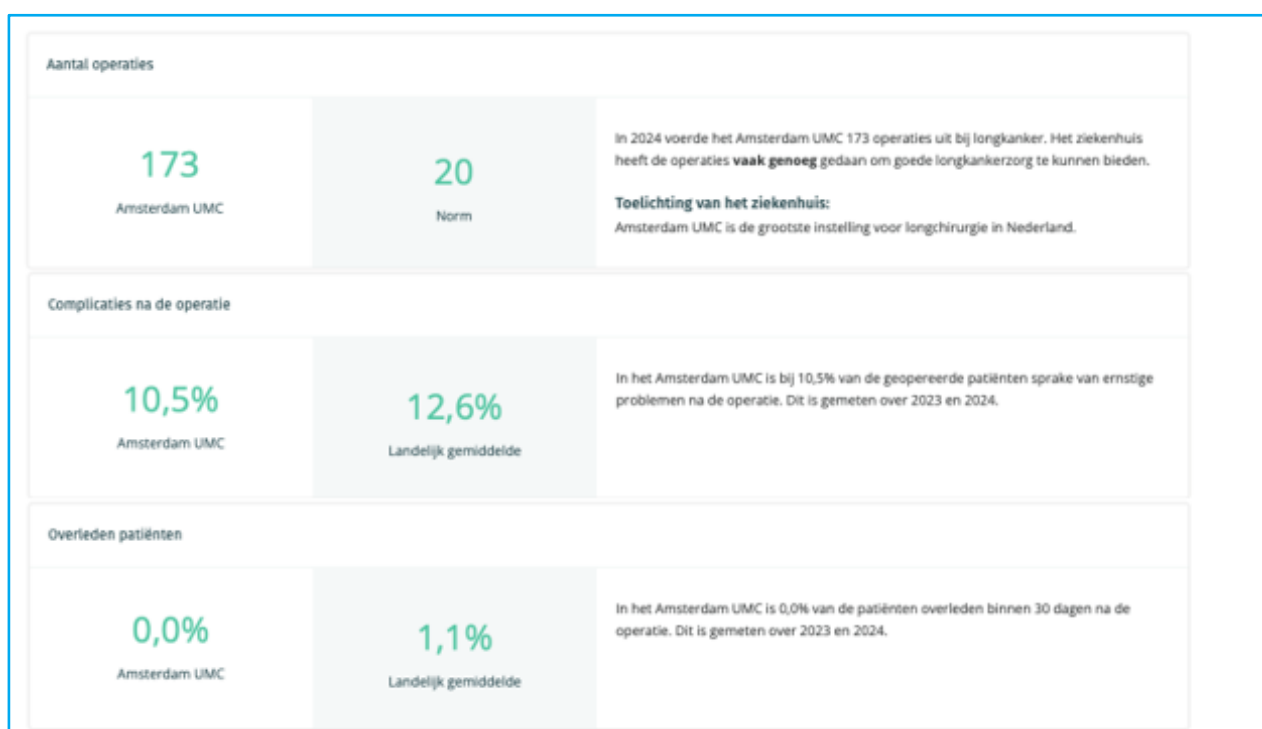 Aantal operaties
173
Amsterdam UMC
20
Norm
In 2024 voerde het Amsterdam UMC 173 operaties uit bij longkanker. Het ziekenhuis
heeft de operaties vaak genoeg gedaan om goede longkankerzorg te kunnen bieden.
Toelichting van het ziekenhuis:
Amsterdam UMC is de grootste instelling voor longchirurgie in Nederland.
Complicaties na de operatie
10,5%
Amsterdam UMC
12,6%
Landelijk gemiddelde
In het Amsterdam UMC is bij 10,5% van de geopereerde patiënten sprake van ernstige
problemen na de operatie. Dit is gemeten over 2023 en 2024.
Overleden patiënten
0,0%
Amsterdam UMC
1,1%
Landelijk gemiddelde
In het Amsterdam UMC is 0,0% van de patiënten overleden binnen 30 dagen na de
operatie. Dit is gemeten over 2023 en 2024.